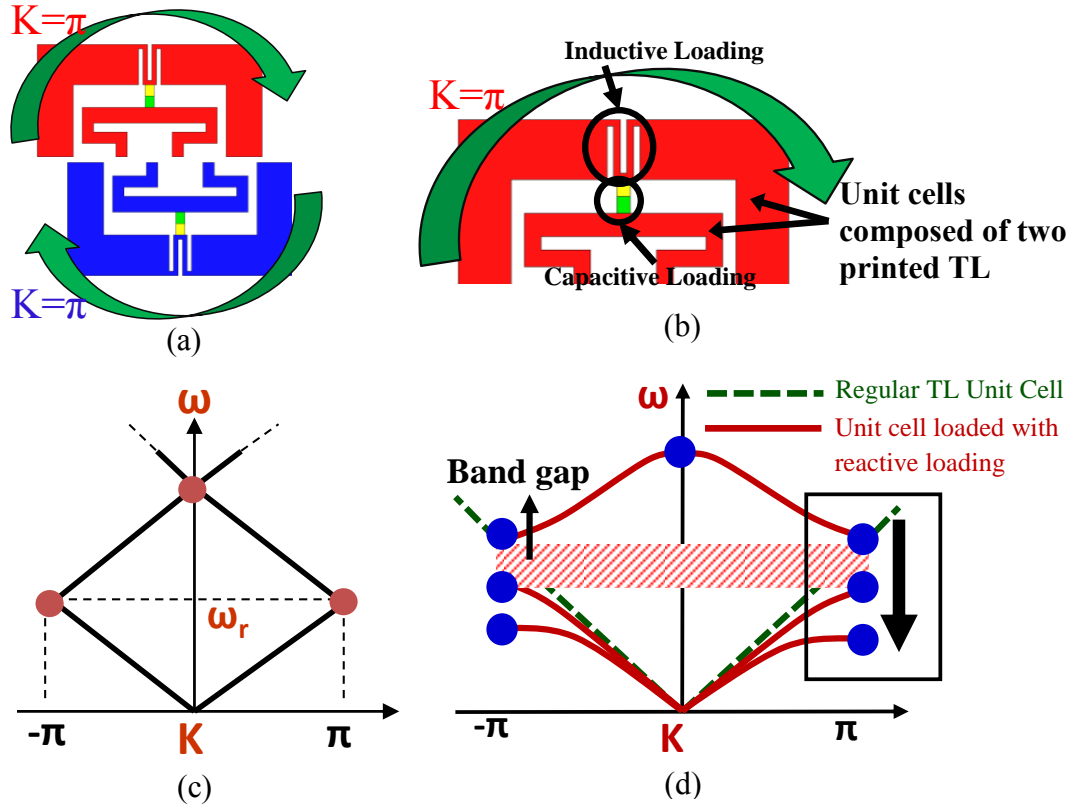 K=π
K=π
(a)
Inductive Loading
K=π
Unit cells
composed of two
printed TL
Capacitive Loading
(b)
ω
ωr
-π
K
π
(c)
ω
Regular TL Unit Cell
Unit cell loaded with
reactive loading
Band gap
-π
K
π
(d)